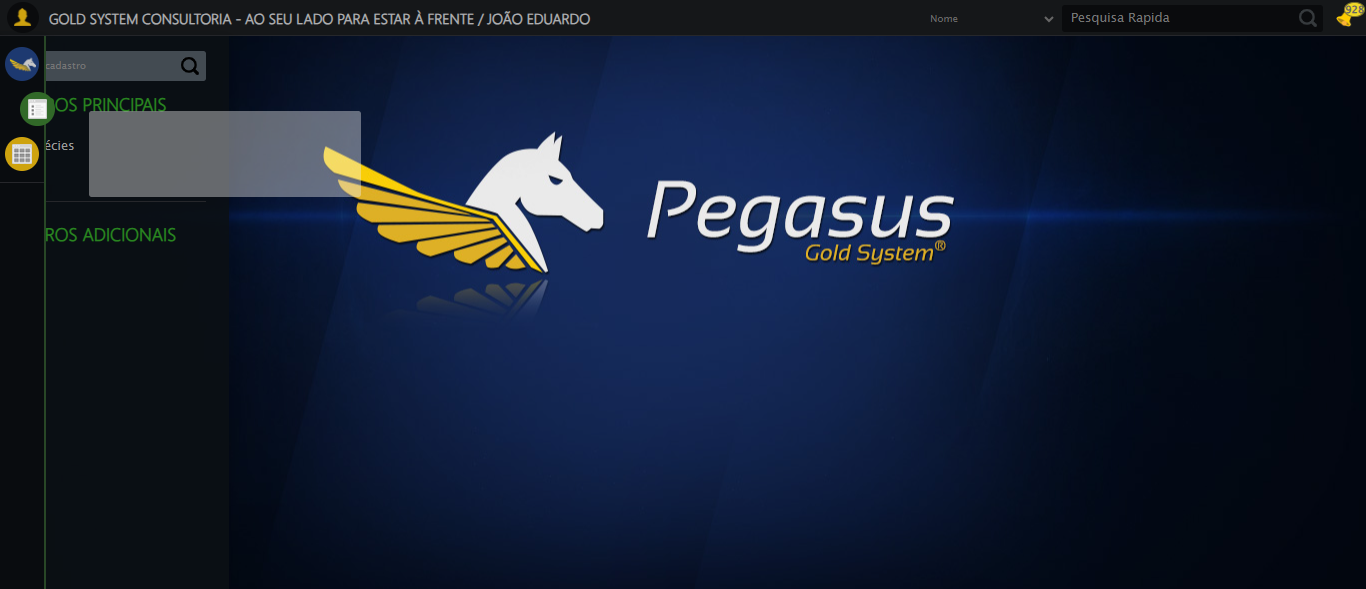 GOLD SYSTEM CONSULTORIA - AO SEU LADO PARA ESTAR À FRENTE / JOÃO EDUARDO
Nome
Pesquisa Rapida
928
cadastro
OS PRINCIPAIS
écies
ROS ADICIONAIS
Pegasus
Gold System®